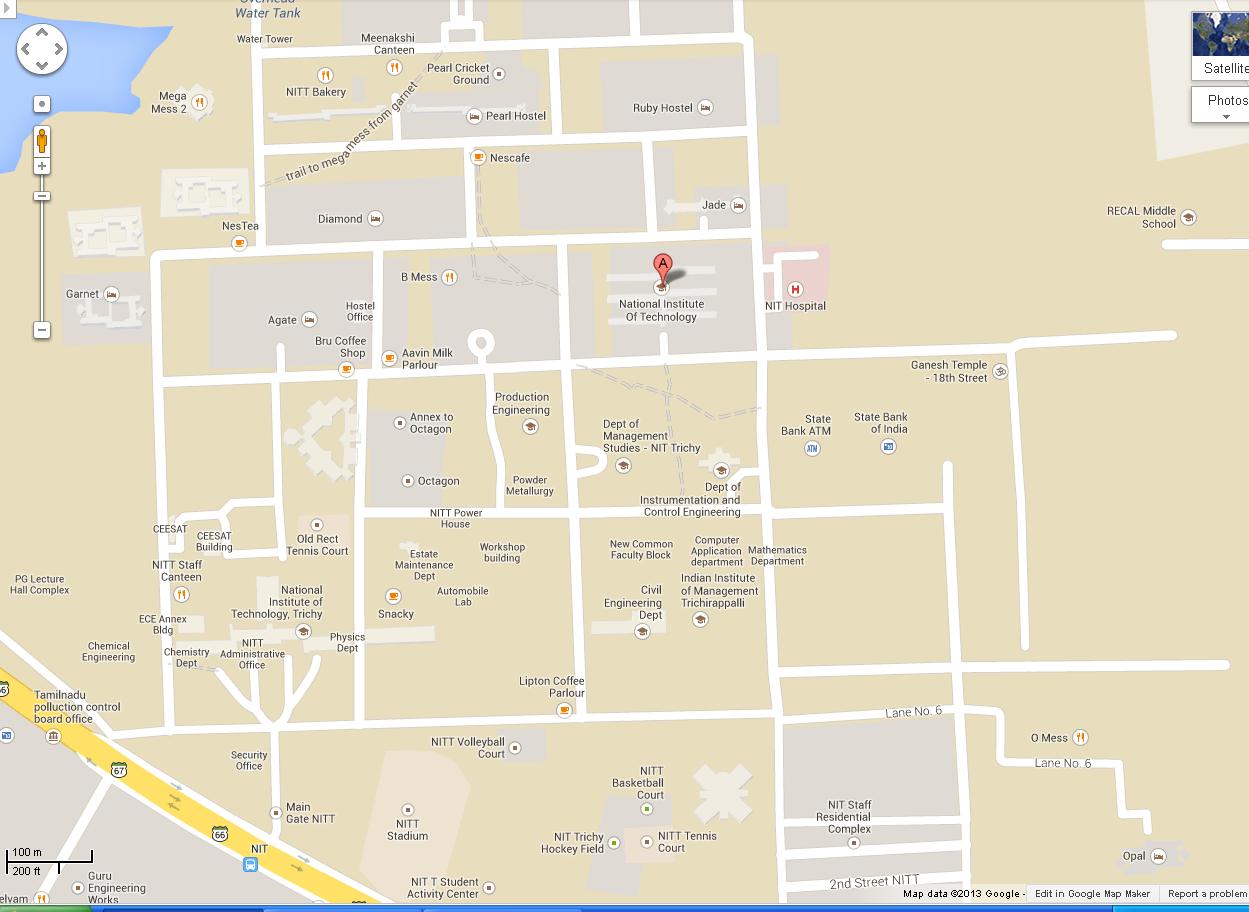 Overhead
Water Tank
Water Tower
Meenakshi
Canteen
Satellite
Photos
Pearl Cricket
Ground
NITT Bakery
Mega
Mess 2
Pearl Hostel
Ruby Hostel
trail to megamess from garnet
Nescafe
Diamond
Jade
RECAL Middle
School
NesTea
B Mess
A
Garnet
Agate
Hostel
Office
National Institute
Of Technology
H
NIT Hospital
Bru Coffee
Shop
Aavin Milk
Parlour
Ganesh Temple
- 18th Street
Production
Engineering
Annex to
Octagon
Dept of
Management
Studies - NIT Trichy
State
Bank ATM
ATM
State Bank
of India
Octagon
Powder
Metallurgy
Dept of
Instrumentation and
Control Engineering
NITT Power
House
CEESAT
CEESAT
Building
Old Rect
Tennis Court
Estate
Maintenance
Dept
Workshop
building
New Common
Faculty Block
Computer
Application
department
Mathematics
Department
NITT Staff
Canteen
PG Lecture
Hall Complex
National
Institute of
Technology, Trichy
Snacky
Automobile
Lab
Civil
Engineering
Dept
Indian Institute
of Management
Trichirappalli
ECE Annex
Bldg
Chemical
Engineering
Chemistry
Dept
NITT
Administrative
Office
Physics
Dept
66
Tamilnadu
polluction control
board office
Lipton Coffee
Parlour
Lane No. 6
O Mess
Lane No. 6
NITT Volleyball
Court
Security
Office
67
NITT
Basketball
Court
Main
Gate NITT
NITT
Stadium
NIT Staff
Residential
Complex
66
NIT
NIT Trichy
Hockey Field
NITT Tennis
Court
Opal
100 m
200 ft
Guru
Engineering
Works
NIT T Student
Activity Center
2nd Street NITT
elvam
Map data ©2013 Google -
Edit in Google Map Maker
Report a problem